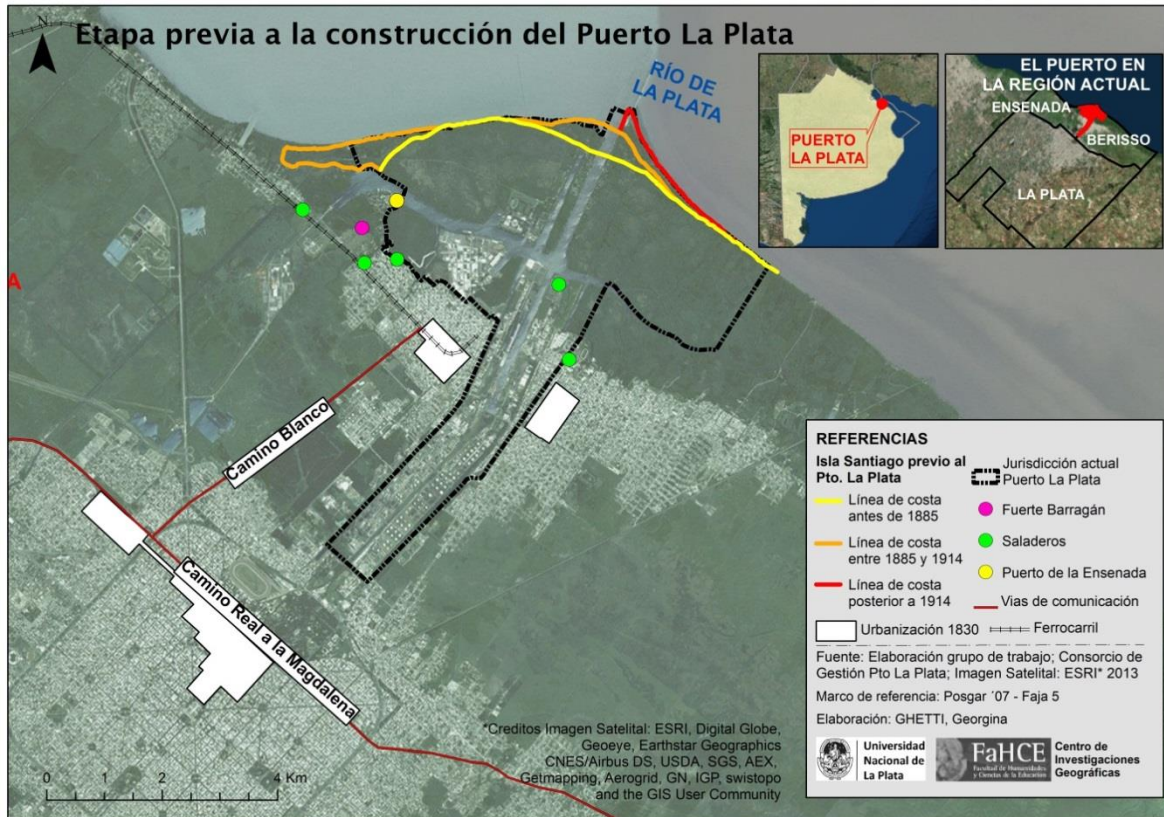 Etapa previa a la construcción del Puerto La Plata
N
RÍO DE
LA PLATA
PUERTO
LA PLATA
EL PUERTO EN
LA REGIÓN ACTUAL
ENSENADA
BERISSO
LA PLATA
A
Camino Blanco
Camino Real a la Magdalena
REFERENCIAS
Isla Santiago previo al
Pto. La Plata
Línea de costa
antes de 1885
Línea de costa
entre 1885 y 1914
Línea de costa
posterior a 1914
Urbanización 1830
Jurisdicción actual
Puerto La Plata
Fuerte Barragán
Saladeros
Puerto de la Ensenada
Vias de comunicación
Ferrocarril
Fuente: Elaboración grupo de trabajo; Consorcio de
Gestión Pto La Plata; Imagen Satelital: ESRI* 2013
Marco de referencia: Posgar ´07 - Faja 5
Elaboración: GHETTI, Georgina
Universidad
Nacional de
La Plata
FaHCE
Facultad de Humanidades
y Ciencias de la Educación
Centro de
Investigaciones
Geográficas
*Creditos Imagen Satelital: ESRI, Digital Globe,
Geoeye, Earthstar Geographics
CNES/Airbus DS, USDA, SGS, AEX,
Getmapping, Aerogrid, GN, IGP, swistopo
and the GIS User Community
0 2 4 Km